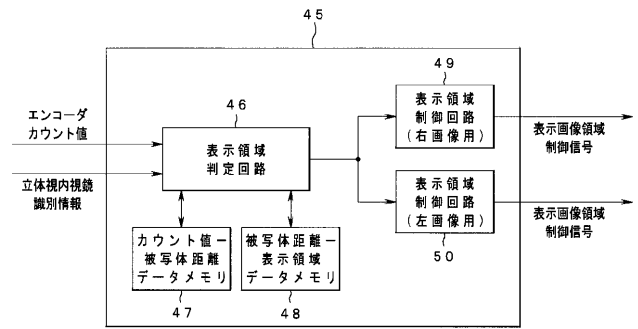 45
エンコーダ
カウント値
立体視内視鏡
識別情報
46
表示領域
判定回路
カウント値－
被写体距離
データメモリ
47
被写体距離－
表示領域
データメモリ
48
49
表示領域
制御回路
(右画像用)
表示画像領域
制御信号
表示領域
制御回路
(左画像用)
50
表示画像領域
制御信号